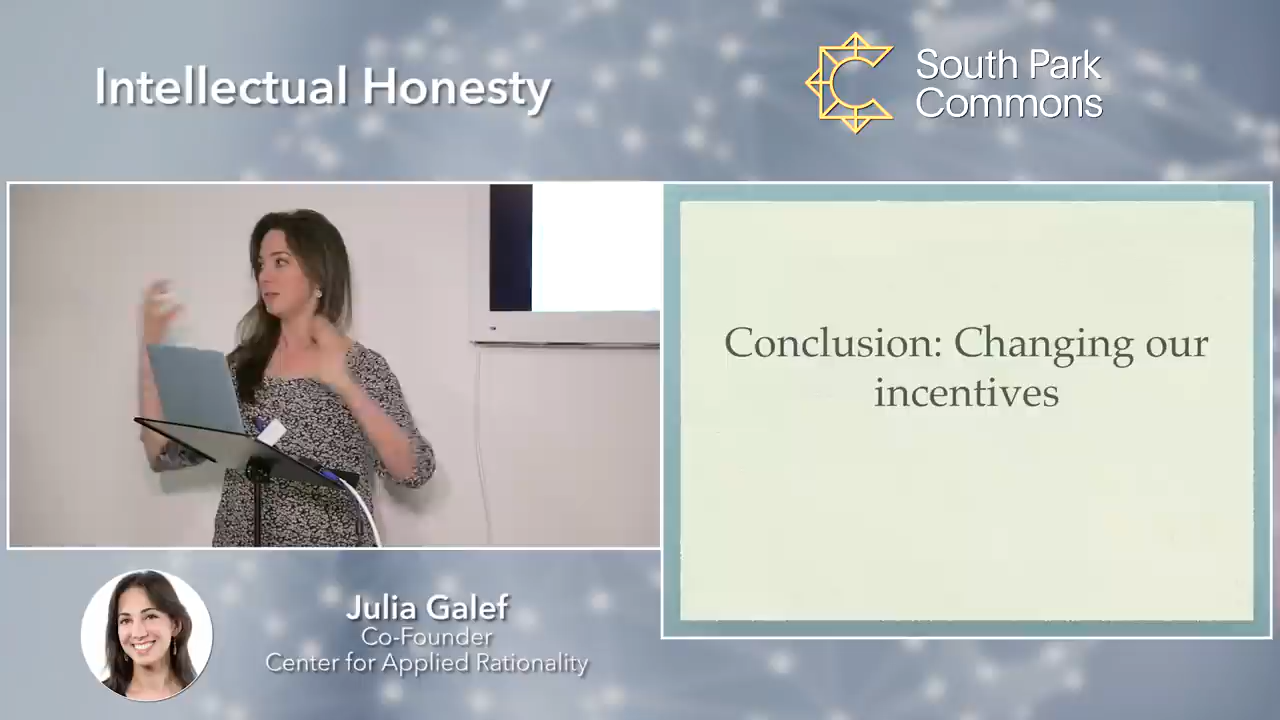 Intellectual Honesty
South Park
Commons
Conclusion: Changing our
incentives
Julia Galef
Co-Founder
Center for Applied Rationality